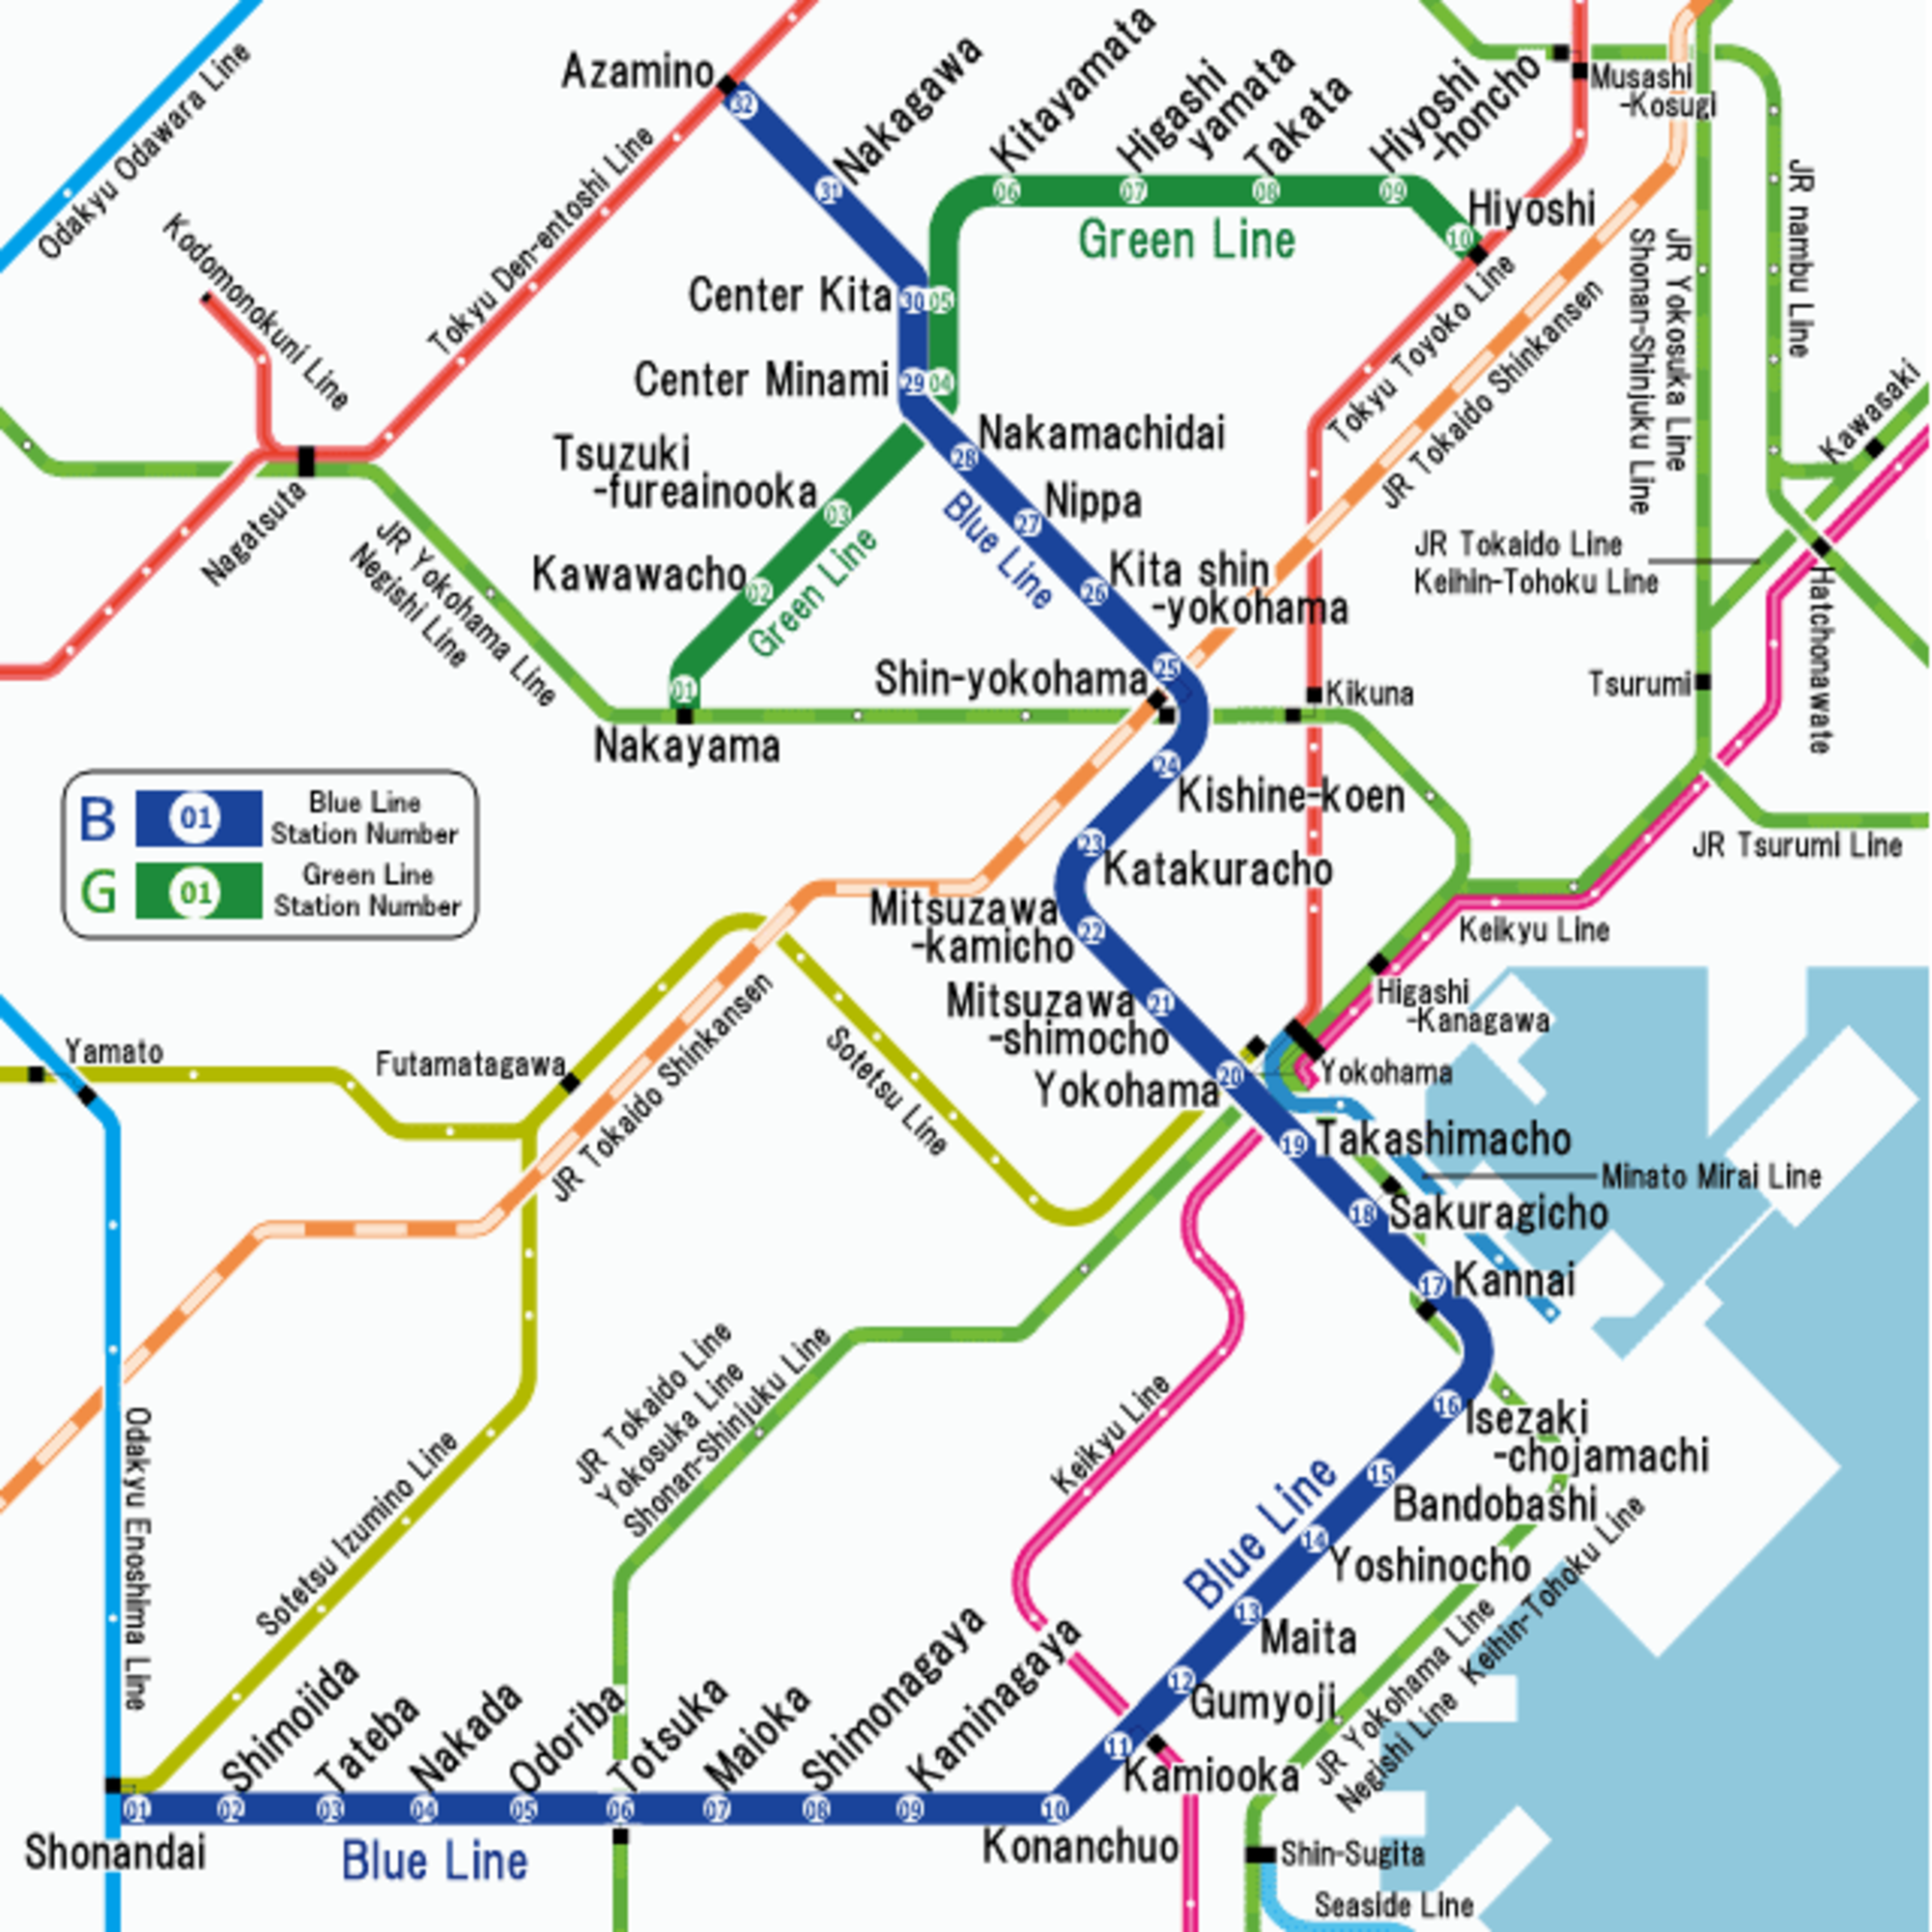 Azamino
32
Nakagawa
31
Kitayamata
06
Higashi
yamata
07
Takata
08
Hiyoshi
-honcho
09
Hiyoshi
10
Green Line
Musashi
-Kosugi
Odakyu Odawara Line
Kodomonokuni Line
Tokyu Den-entoshi Line
Center Kita
30
05
Center Minami
29
04
Tokyu Toyoko Line
JR Tokaido Shinkansen
JR Yokosuka Line
Shonan-Shinjuku Line
JR nambu Line
Kawasaki
Nagatsuta
JR Yokohama Line
Negishi Line
Tsuzuki
-fureainooka
03
Kawawacho
02
Green Line
01
Nakayama
Nakamachidai
28
Nippa
27
Blue Line
Kita shin
-yokohama
26
Shin-yokohama
25
JR Tokaido Line
Keihin-Tohoku Line
Hatchonawate
Tsurumi
Kikuna
24
Kishine-koen
23
Katakuracho
JR Tsurumi Line
B
01
Blue Line
Station Number
G
01
Green Line
Station Number
Mitsuzawa
-kamicho
22
Keikyu Line
Mitsuzawa
-shimocho
21
Higashi
-Kanagawa
Yokohama
20
Yokohama
Yamato
Futamatagawa
JR Tokaido Shinkansen
Sotetsu Line
19
Takashimacho
Minato Mirai Line
18
Sakuragicho
17
Kannai
16
Isezaki
-chojamachi
15
Bandobashi
14
Yoshinocho
13
Maita
12
Gumyoji
11
Kamiooka
Blue Line
JR Tokaido Line
Yokosuka Line
Shonan-Shinjuku Line
Keikyu Line
Odakyu Enoshima Line
Sotetsu Izumino Line
JR Yokohama Line
Negishi Line
Keihin-Tohoku Line
Shimoiida
Tateba
Nakada
Odoriba
Totsuka
Maioka
Shimonagaya
Kaminagaya
01
02
03
04
05
06
07
08
09
10
Shonandai
Blue Line
Konanchuo
Shin-Sugita
Seaside Line